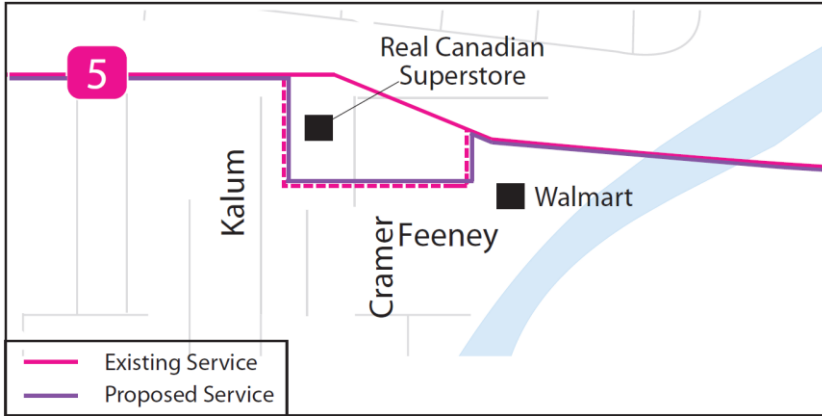 Real Canadian
Superstore
5
Kalum
Walmart
Cramer
Feeney
Existing Service
Proposed Service